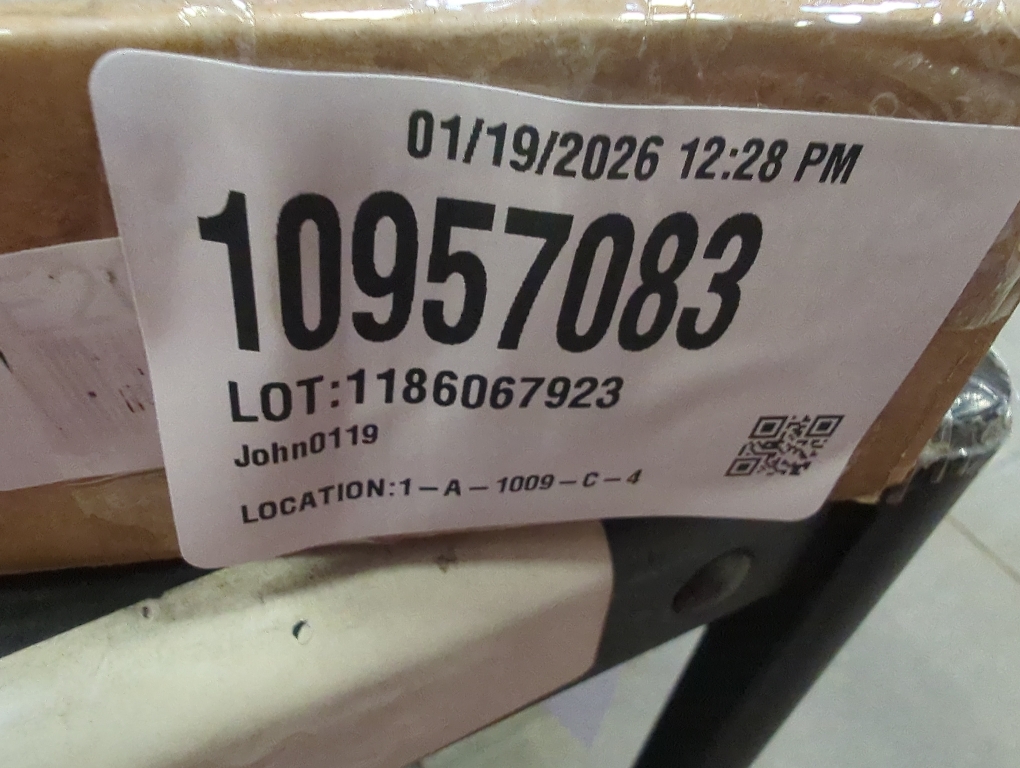 01/19/2026 12:28 PM
10957083
LOT:1186067923
John0119
LOCATION:1-A-1009-C-4